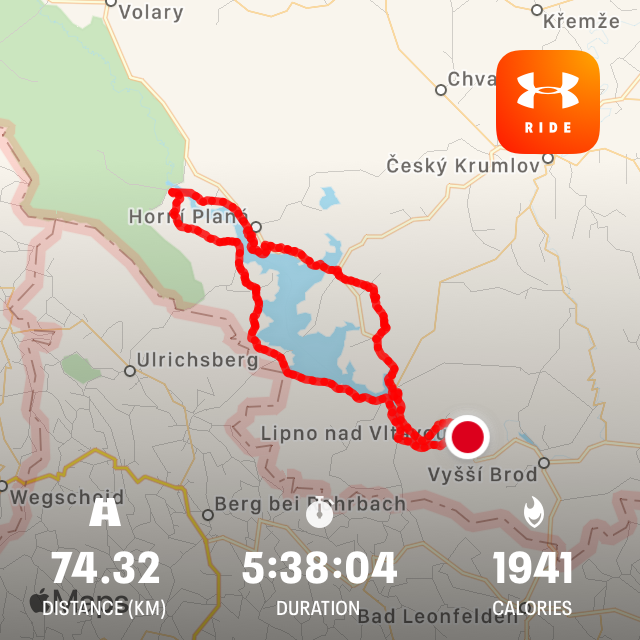 Volary
Křemže
Chva
RIDE
Český Krumlov
Horní Planá
Ulrichsberg
Lipno nad Vltavou
Vyšší Brod
Wegscheid
Berg bei Rohrbach
74.32
5:38:04
1941
Maps
DISTANCE (KM)
DURATION
CALORIES
Bad Leonfelden